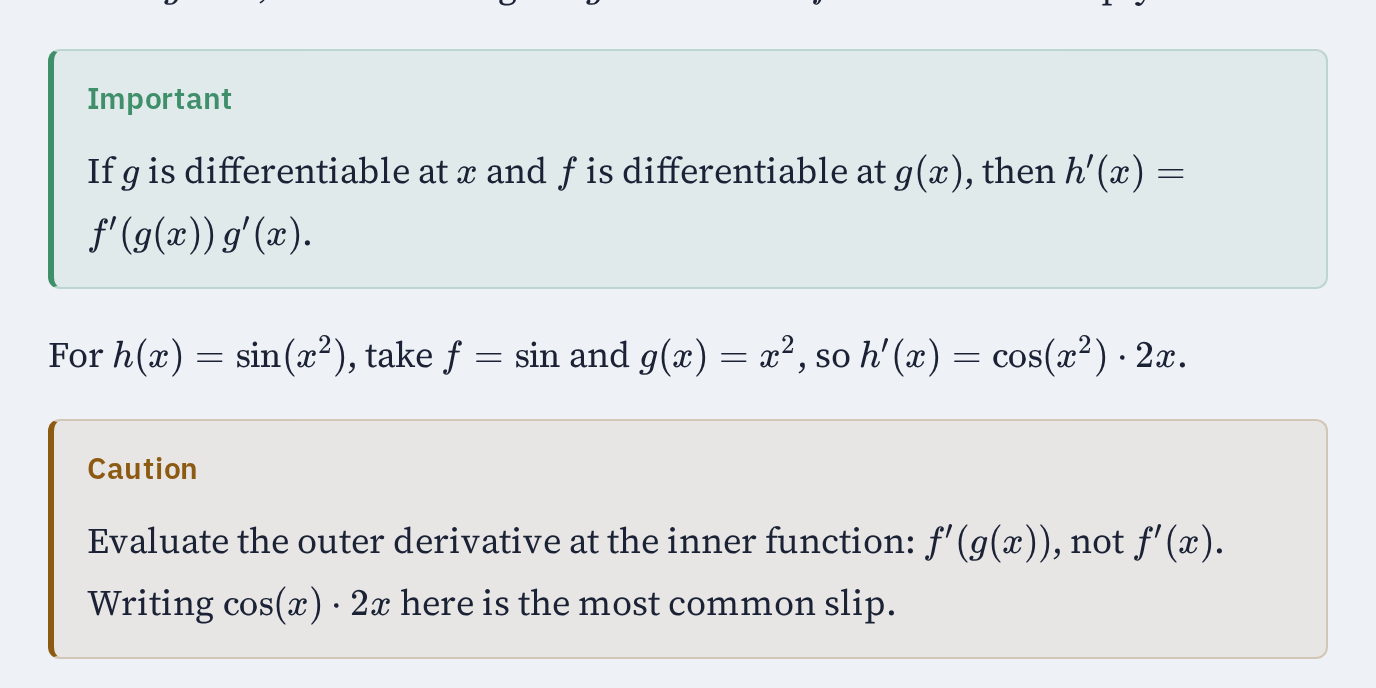 Important
If g is differentiable at x and f is differentiable at g(x), then h′(x) =
f′(g(x)) g′(x).
For h(x) = sin(x²), take f = sin and g(x) = x², so h′(x) = cos(x²) · 2x.
Caution
Evaluate the outer derivative at the inner function: f′(g(x)), not f′(x).
Writing cos(x) · 2x here is the most common slip.